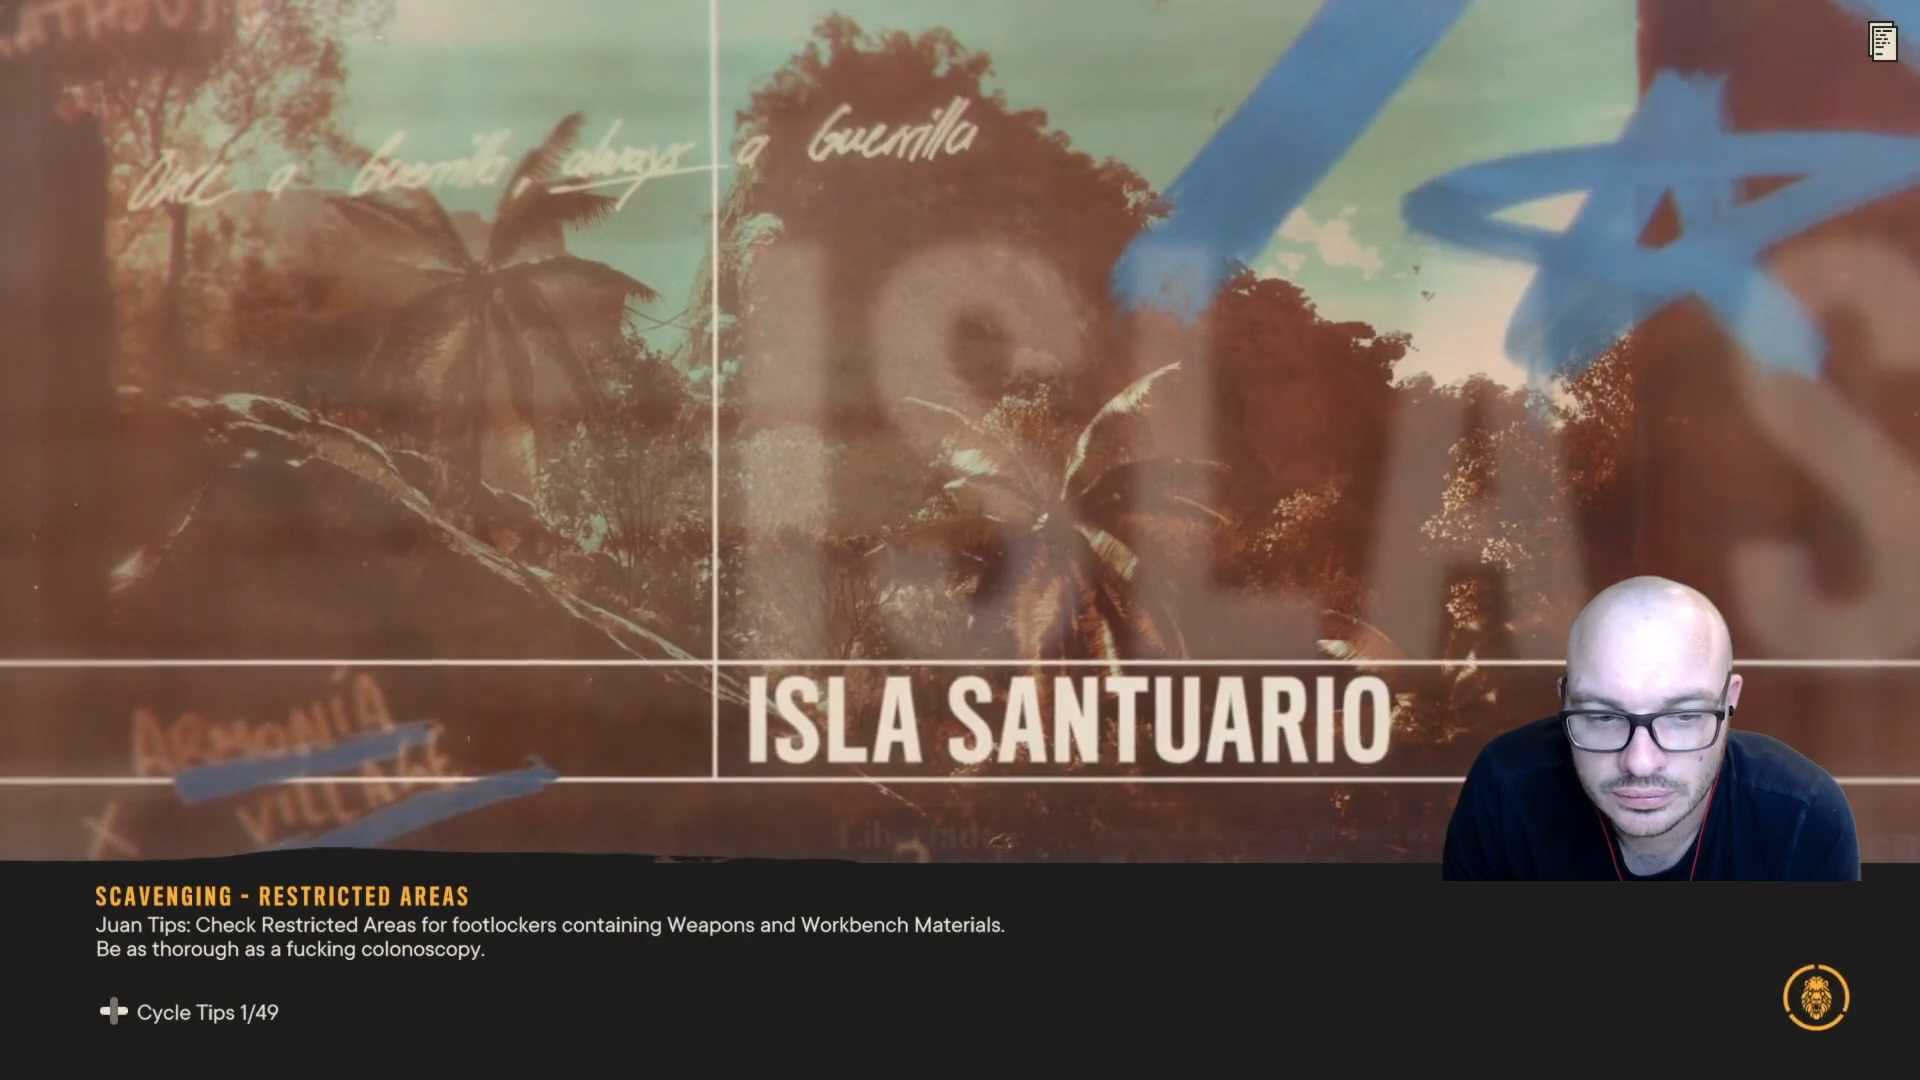 Once a Guerrilla, always a Guerrilla
ISLAS
ISLA SANTUARIO
ARMONÍA
VILLAGE
X
SCAVENGING - RESTRICTED AREAS
Juan Tips: Check Restricted Areas for footlockers containing Weapons and Workbench Materials.
Be as thorough as a fucking colonoscopy.
Cycle Tips 1/49